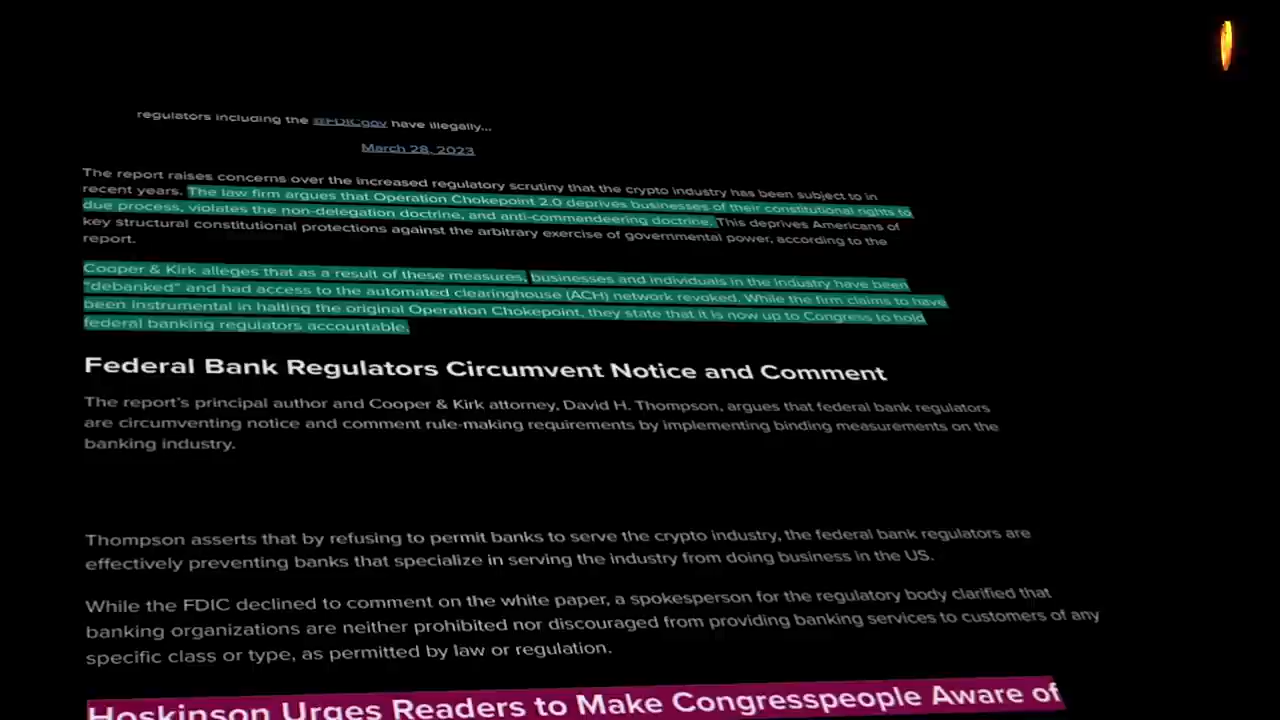 regulators including the @FDICgov have illegally...
March 28, 2023
The report raises concerns over the increased regulatory scrutiny that the crypto industry has been subject to in
recent years. The law firm argues that Operation Chokepoint 2.0 deprives businesses of their constitutional rights to
due process, violates the non-delegation doctrine, and anti-commandeering doctrine. This deprives Americans of
key structural constitutional protections against the arbitrary exercise of governmental power, according to the
report.
Cooper & Kirk alleges that as a result of these measures, businesses and individuals in the industry have been
"debanked" and had access to the automated clearinghouse (ACH) network revoked. While the firm claims to have
been instrumental in halting the original Operation Chokepoint, they state that it is now up to Congress to hold
federal banking regulators accountable.
Federal Bank Regulators Circumvent Notice and Comment
The report's principal author and Cooper & Kirk attorney, David H. Thompson, argues that federal bank regulators
are circumventing notice and comment rule-making requirements by implementing binding measurements on the
banking industry.
Thompson asserts that by refusing to permit banks to serve the crypto industry, the federal bank regulators are
effectively preventing banks that specialize in serving the industry from doing business in the US.
While the FDIC declined to comment on the white paper, a spokesperson for the regulatory body clarified that
banking organizations are neither prohibited nor discouraged from providing banking services to customers of any
specific class or type, as permitted by law or regulation.
Hoskinson Urges Readers to Make Congresspeople Aware of